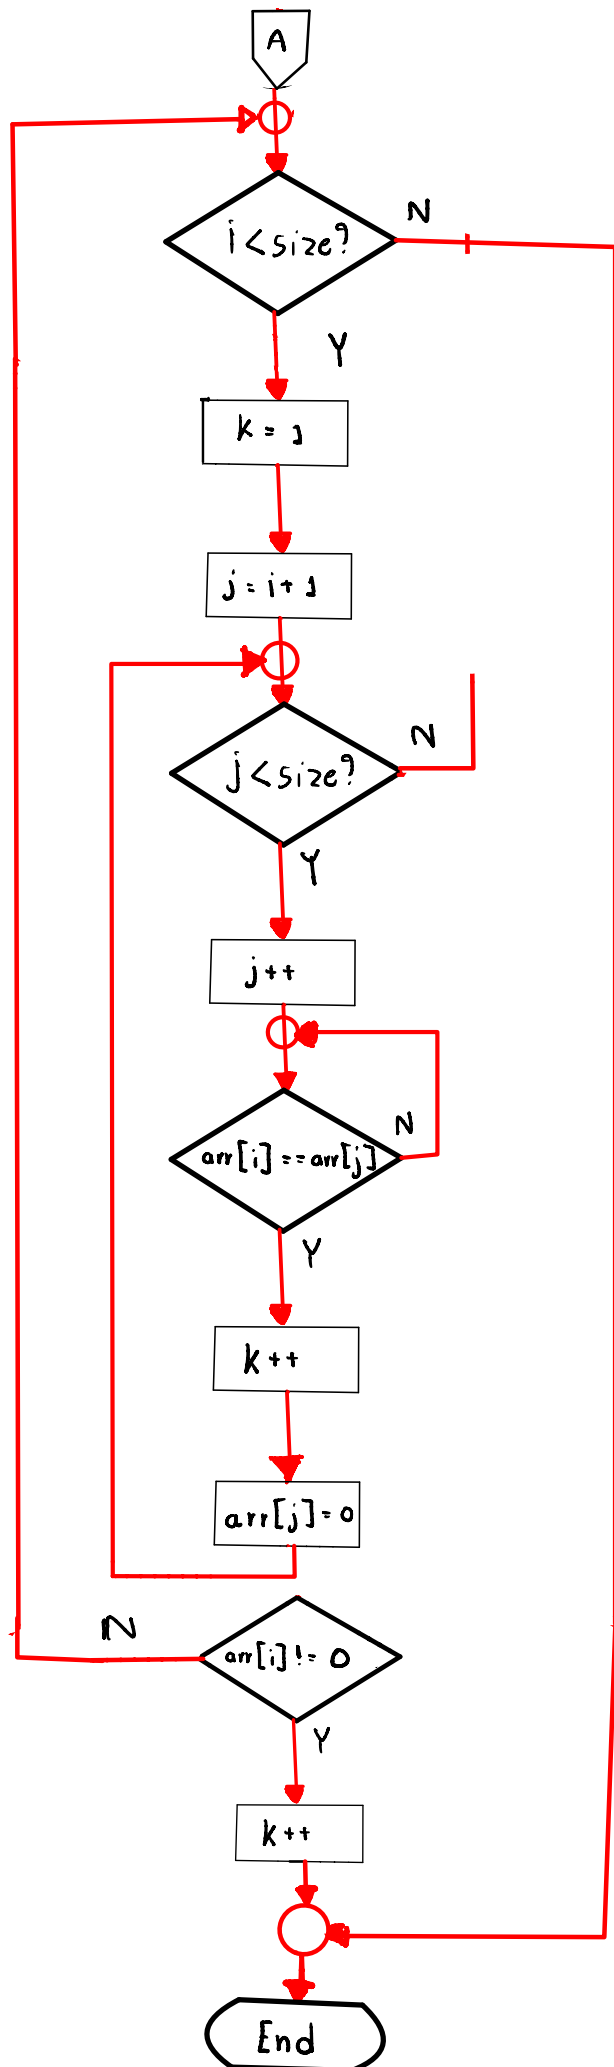 A
i < size?
N
Y
k = 1
j = i + 1
j < size?
N
Y
j++
arr[i] == arr[j]
N
Y
k++
arr[j] = 0
N
arr[i] != 0
Y
k++
End